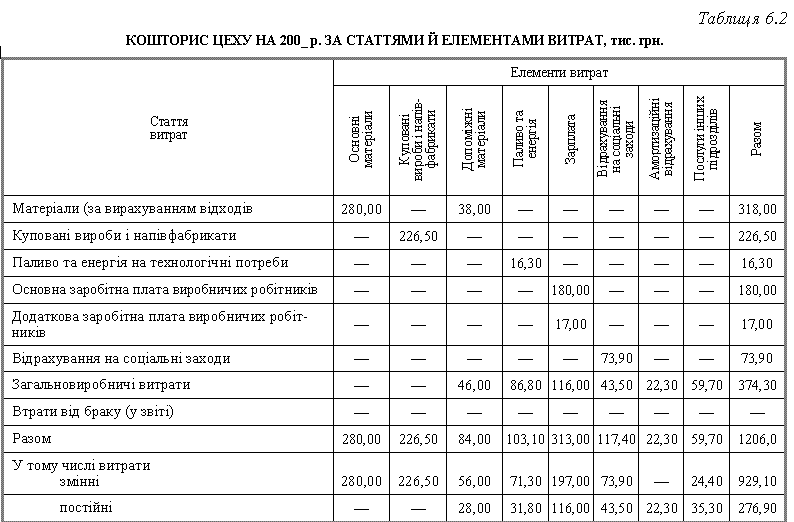 Таблиця 6.2
КОШТОРИС ЦЕХУ НА 200_ р. ЗА СТАТТЯМИ Й ЕЛЕМЕНТАМИ ВИТРАТ, тис. грн.
Стаття
витрат
Елементи витрат
Основні
матеріали
Куповані
вироби і напів-
фабрикати
Допоміжні
матеріали
Паливо та
енергія
Зарплата
Відрахування
на соціальні
заходи
Амортизаційні
відрахування
Послуги інших
підрозділів
Разом
Матеріали (за вирахуванням відходів 280,00 — 38,00 — — — — — 318,00
Куповані вироби і напівфабрикати — 226,50 — — — — — — 226,50
Паливо та енергія на технологічні потреби — — — 16,30 — — — — 16,30
Основна заробітна плата виробничих робітників — — — — 180,00 — — — 180,00
Додаткова заробітна плата виробничих робіт-
ників — — — — 17,00 — — — 17,00
Відрахування на соціальні заходи — — — — — 73,90 — — 73,90
Загальновиробничі витрати — — 46,00 86,80 116,00 43,50 22,30 59,70 374,30
Втрати від браку (у звіті) — — — — — — — — —
Разом 280,00 226,50 84,00 103,10 313,00 117,40 22,30 59,70 1206,0
У тому числі витрати
змінні 280,00 226,50 56,00 71,30 197,00 73,90 — 24,40 929,10
постійні — — 28,00 31,80 116,00 43,50 22,30 35,30 276,90